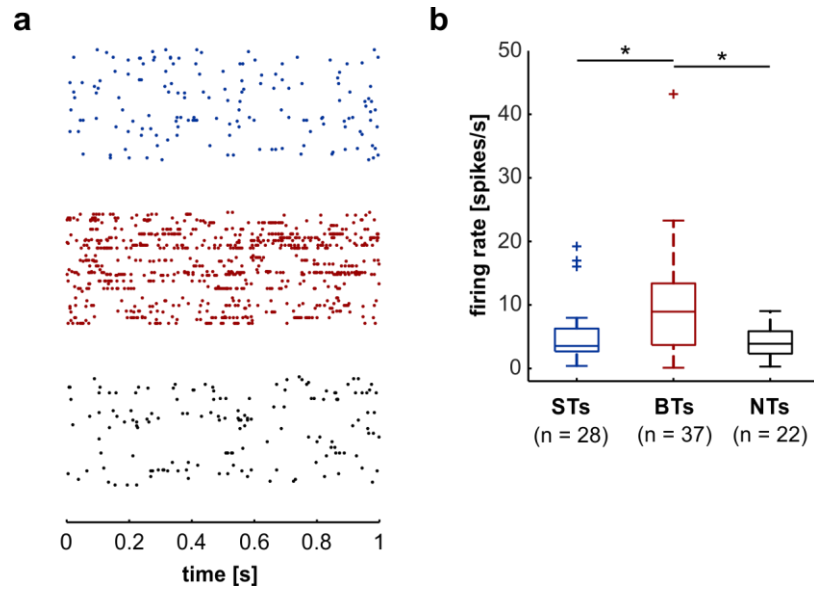 a
0 0.2 0.4 0.6 0.8 1
time [s]
b
firing rate [spikes/s]
50
40
30
20
10
0
* *
+
+
+
+
STs BTs NTs
(n = 28) (n = 37) (n = 22)